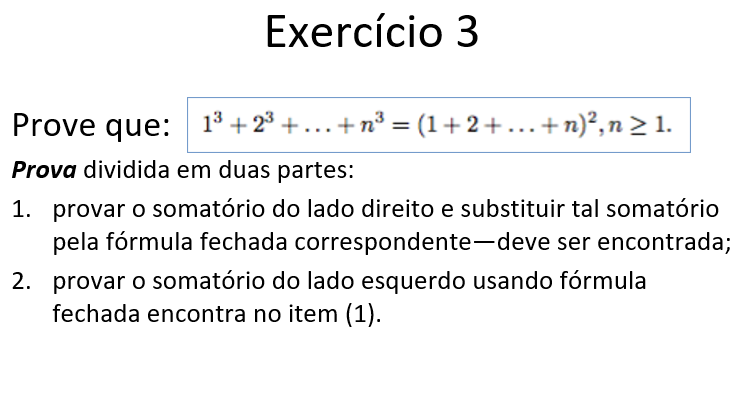 Exercício 3
Prove que: 1³ + 2³ + . . . + n³ = (1 + 2 + . . . + n)², n ≥ 1.
Prova dividida em duas partes:
1. provar o somatório do lado direito e substituir tal somatório
pela fórmula fechada correspondente—deve ser encontrada;
2. provar o somatório do lado esquerdo usando fórmula
fechada encontra no item (1).